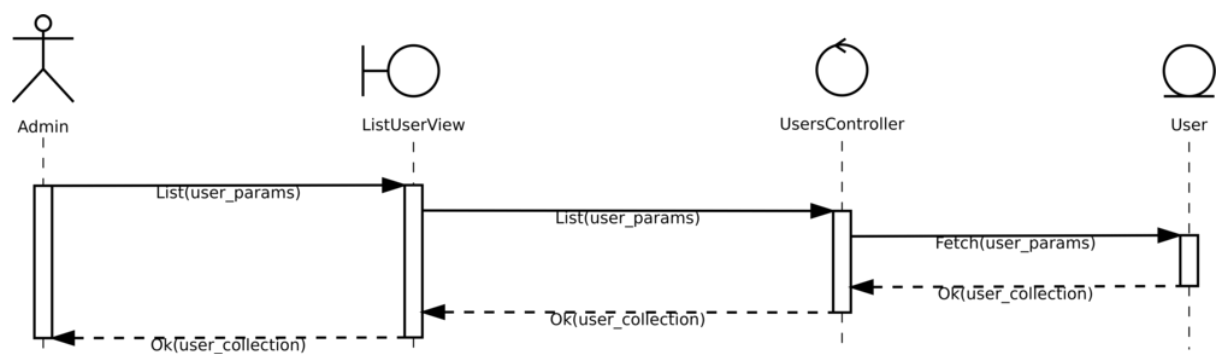 Admin
ListUserView
UsersController
User
List(user_params)
List(user_params)
Fetch(user_params)
Ok(user_collection)
Ok(user_collection)
Ok(user_collection)